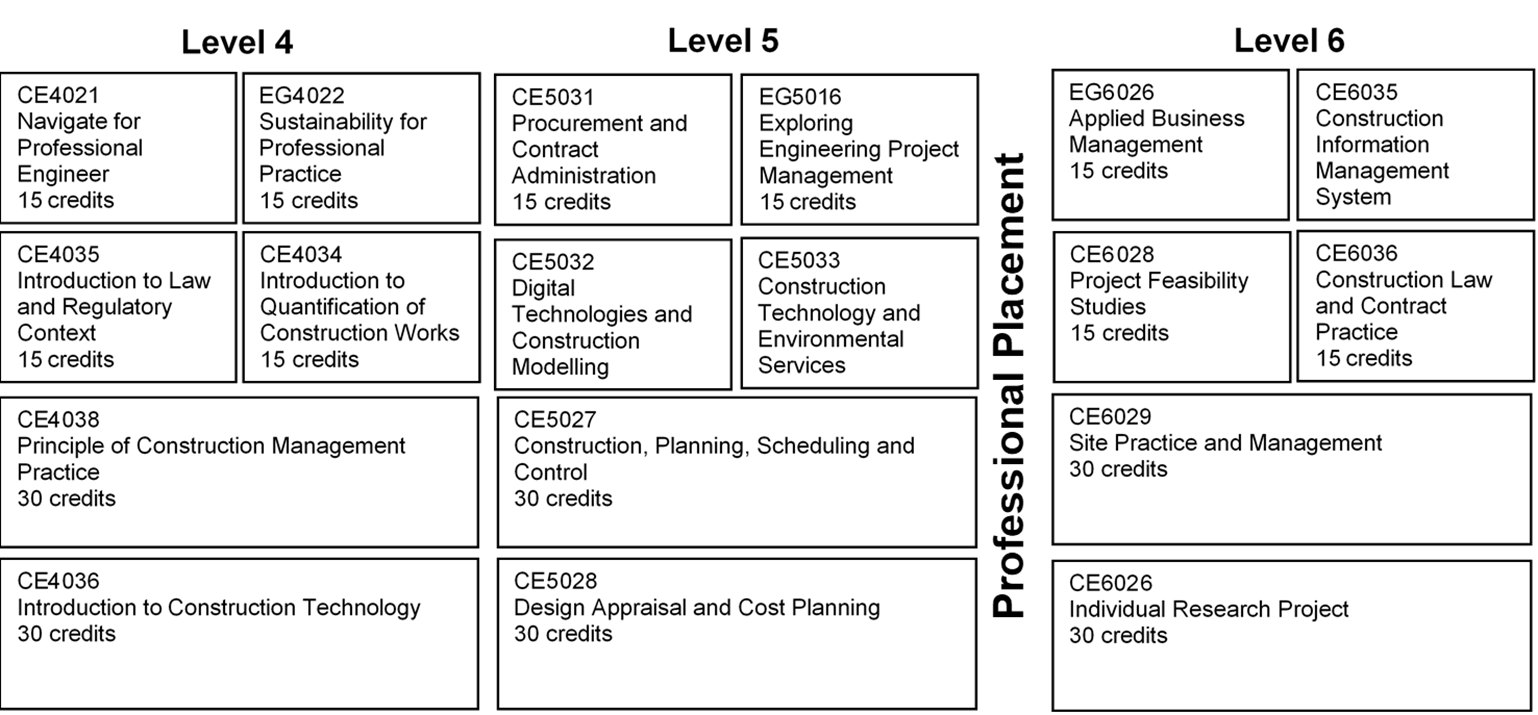 Level 4
CE4021
Navigate for
Professional
Engineer
15 credits
EG4022
Sustainability for
Professional
Practice
15 credits
CE4035
Introduction to Law
and Regulatory
Context
15 credits
CE4034
Introduction to
Quantification of
Construction Works
15 credits
CE4038
Principle of Construction Management
Practice
30 credits
CE4036
Introduction to Construction Technology
30 credits
Level 5
CE5031
Procurement and
Contract
Administration
15 credits
EG5016
Exploring
Engineering Project
Management
15 credits
CE5032
Digital
Technologies and
Construction
Modelling
CE5033
Construction
Technology and
Environmental
Services
CE5027
Construction, Planning, Scheduling and
Control
30 credits
CE5028
Design Appraisal and Cost Planning
30 credits
Professional Placement
Level 6
EG6026
Applied Business
Management
15 credits
CE6035
Construction
Information
Management
System
CE6028
Project Feasibility
Studies
15 credits
CE6036
Construction Law
and Contract
Practice
15 credits
CE6029
Site Practice and Management
30 credits
CE6026
Individual Research Project
30 credits